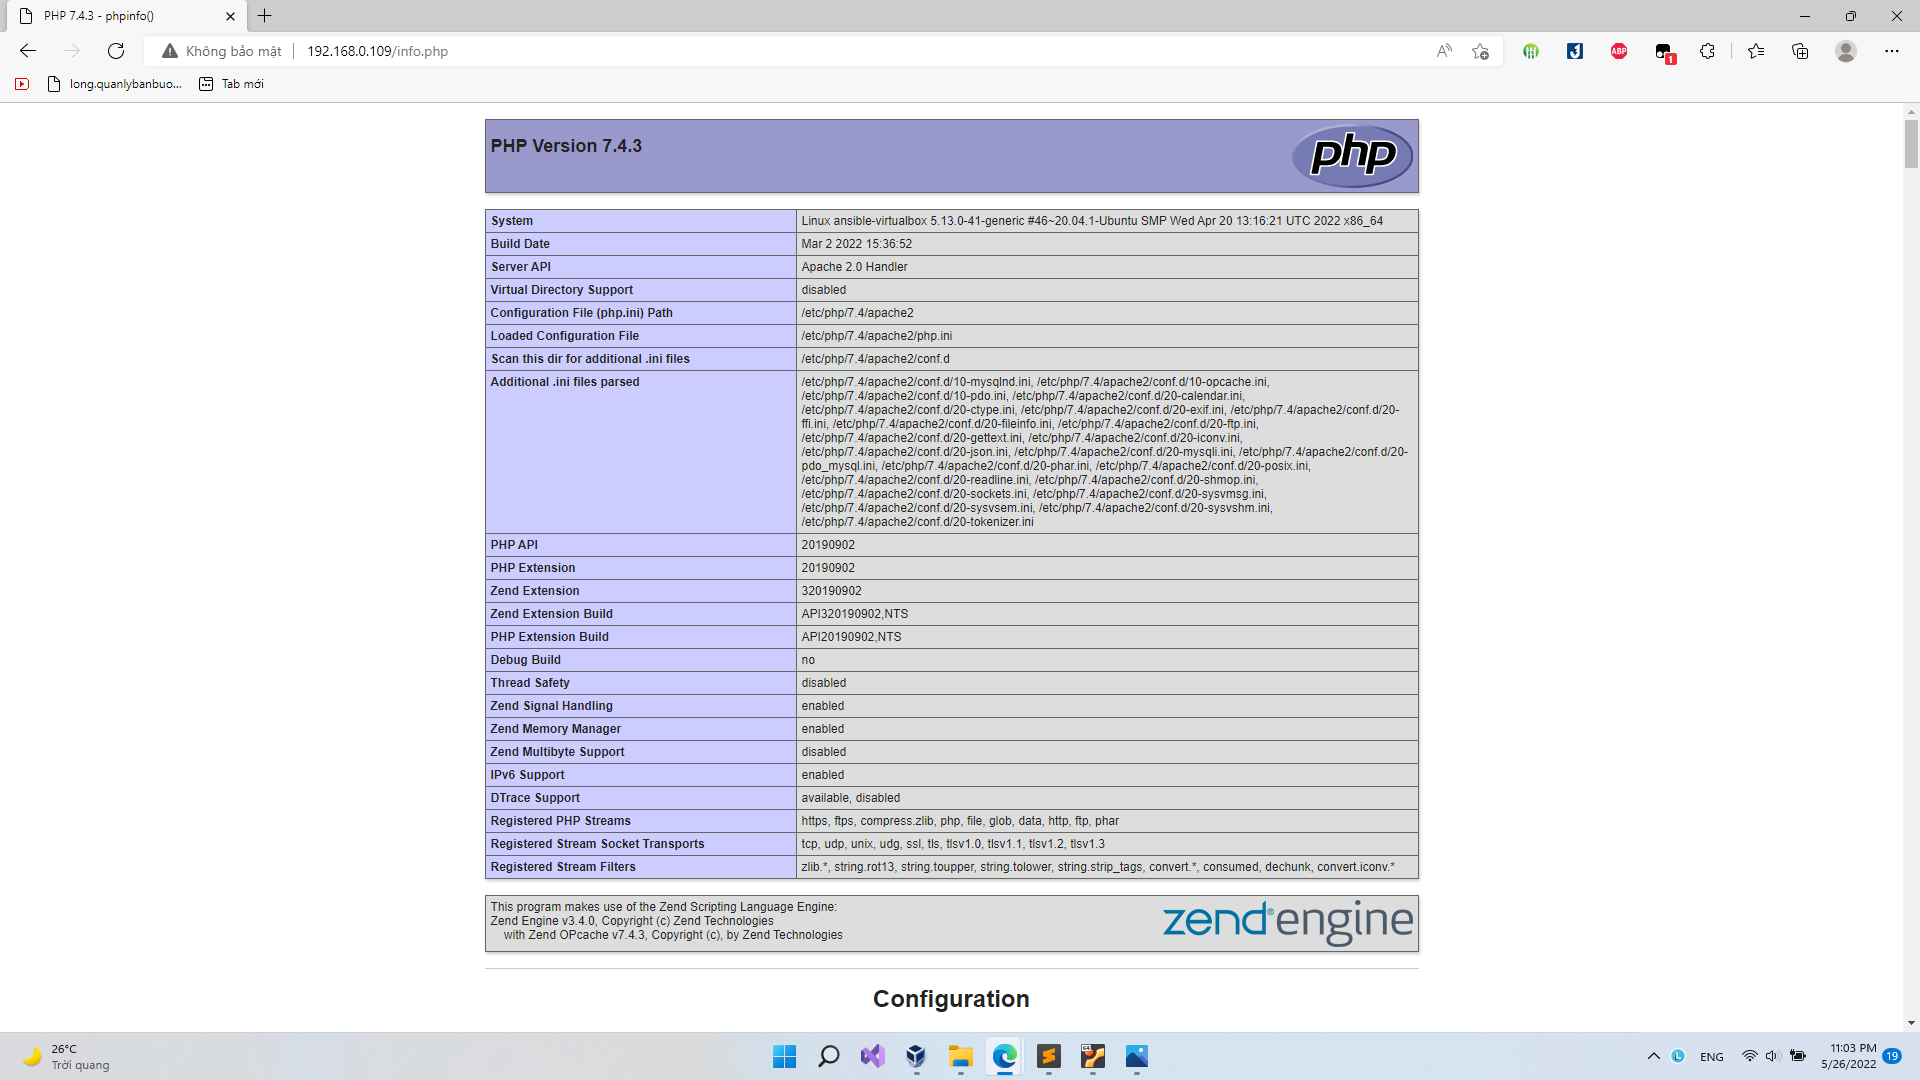 PHP 7.4.3 - phpinfo()
Không bảo mật
192.168.0.109/info.php
ABP
1
long.quanlybanbuo...
Tab mới
PHP Version 7.4.3
php
System Linux ansible-virtualbox 5.13.0-41-generic #46~20.04.1-Ubuntu SMP Wed Apr 20 13:16:21 UTC 2022 x86_64
Build Date Mar 2 2022 15:36:52
Server API Apache 2.0 Handler
Virtual Directory Support disabled
Configuration File (php.ini) Path /etc/php/7.4/apache2
Loaded Configuration File /etc/php/7.4/apache2/php.ini
Scan this dir for additional .ini files /etc/php/7.4/apache2/conf.d
Additional .ini files parsed /etc/php/7.4/apache2/conf.d/10-mysqlnd.ini, /etc/php/7.4/apache2/conf.d/10-opcache.ini,
/etc/php/7.4/apache2/conf.d/10-pdo.ini, /etc/php/7.4/apache2/conf.d/20-calendar.ini,
/etc/php/7.4/apache2/conf.d/20-ctype.ini, /etc/php/7.4/apache2/conf.d/20-exif.ini, /etc/php/7.4/apache2/conf.d/20-
ffi.ini, /etc/php/7.4/apache2/conf.d/20-fileinfo.ini, /etc/php/7.4/apache2/conf.d/20-ftp.ini,
/etc/php/7.4/apache2/conf.d/20-gettext.ini, /etc/php/7.4/apache2/conf.d/20-iconv.ini,
/etc/php/7.4/apache2/conf.d/20-json.ini, /etc/php/7.4/apache2/conf.d/20-mysqli.ini, /etc/php/7.4/apache2/conf.d/20-
pdo_mysql.ini, /etc/php/7.4/apache2/conf.d/20-phar.ini, /etc/php/7.4/apache2/conf.d/20-posix.ini,
/etc/php/7.4/apache2/conf.d/20-readline.ini, /etc/php/7.4/apache2/conf.d/20-shmop.ini,
/etc/php/7.4/apache2/conf.d/20-sockets.ini, /etc/php/7.4/apache2/conf.d/20-sysvmsg.ini,
/etc/php/7.4/apache2/conf.d/20-sysvsem.ini, /etc/php/7.4/apache2/conf.d/20-sysvshm.ini,
/etc/php/7.4/apache2/conf.d/20-tokenizer.ini
PHP API 20190902
PHP Extension 20190902
Zend Extension 320190902
Zend Extension Build API320190902,NTS
PHP Extension Build API20190902,NTS
Debug Build no
Thread Safety disabled
Zend Signal Handling enabled
Zend Memory Manager enabled
Zend Multibyte Support disabled
IPv6 Support enabled
DTrace Support available, disabled
Registered PHP Streams https, ftps, compress.zlib, php, file, glob, data, http, ftp, phar
Registered Stream Socket Transports tcp, udp, unix, udg, ssl, tls, tlsv1.0, tlsv1.1, tlsv1.2, tlsv1.3
Registered Stream Filters zlib.*, string.rot13, string.toupper, string.tolower, string.strip_tags, convert.*, consumed, dechunk, convert.iconv.*
This program makes use of the Zend Scripting Language Engine:
Zend Engine v3.4.0, Copyright (c) Zend Technologies
with Zend OPcache v7.4.3, Copyright (c), by Zend Technologies
zend® engine
Configuration
26°C
Trời quang
64
L
ENG
11:03 PM
5/26/2022
19